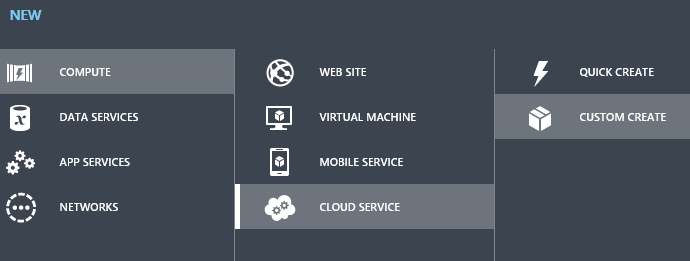 NEW
COMPUTE
DATA SERVICES
APP SERVICES
NETWORKS
WEB SITE
VIRTUAL MACHINE
MOBILE SERVICE
CLOUD SERVICE
QUICK CREATE
CUSTOM CREATE